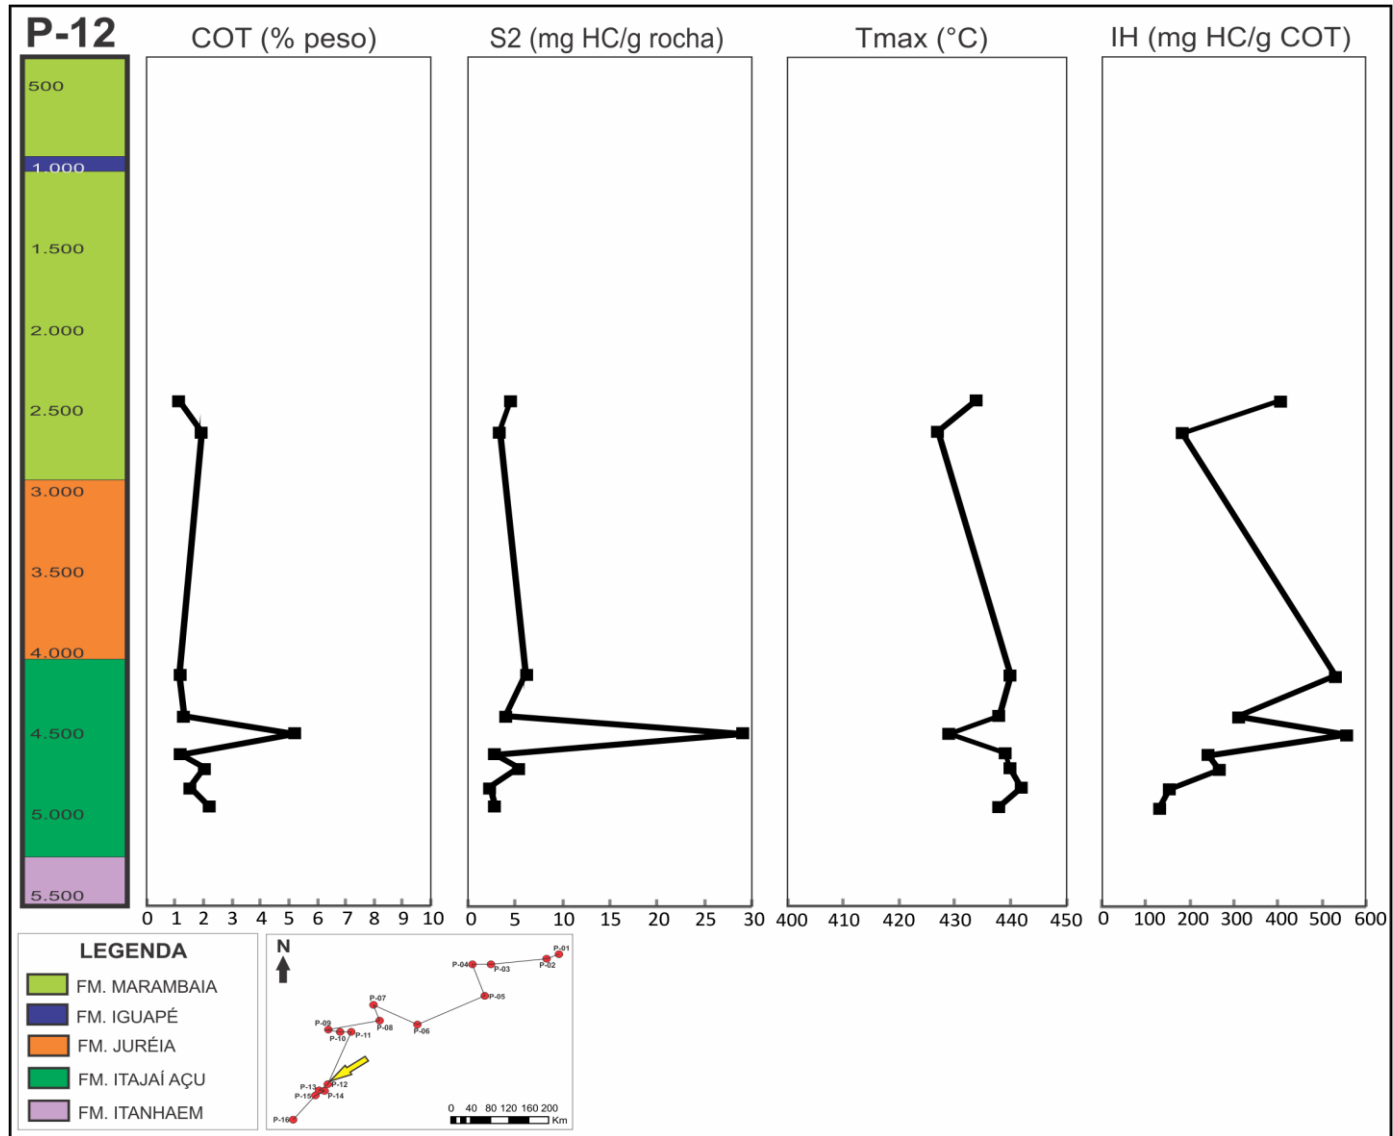 P-12
COT (% peso)
S2 (mg HC/g rocha)
Tmax (°C)
IH (mg HC/g COT)
500
1.000
1.500
2.000
2.500
3.000
3.500
4.000
4.500
5.000
5.500
0 1 2 3 4 5 6 7 8 9 10
0 5 10 15 20 25 30
400 410 420 430 440 450
0 100 200 300 400 500 600
LEGENDA
FM. MARAMBAIA
FM. IGUAPÉ
FM. JURÉIA
FM. ITAJAÍ AÇU
FM. ITANHAEM
N
P-01
P-02
P-04
P-03
P-05
P-07
P-08
P-06
P-09
P-10
P-11
P-12
P-13
P-14
P-15
P-16
0 40 80 120 160 200
Km